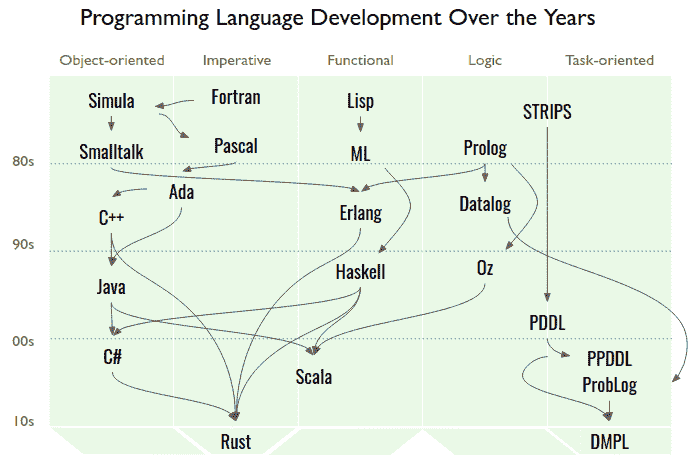 Programming Language Development Over the Years
Object-oriented Imperative Functional Logic Task-oriented
Simula Fortran Lisp STRIPS
Smalltalk Pascal ML Prolog
80s
Ada Datalog
C++ Erlang
90s
Java Haskell Oz
PDDL
00s
C# Scala PPDDL
ProbLog
10s
Rust DMPL